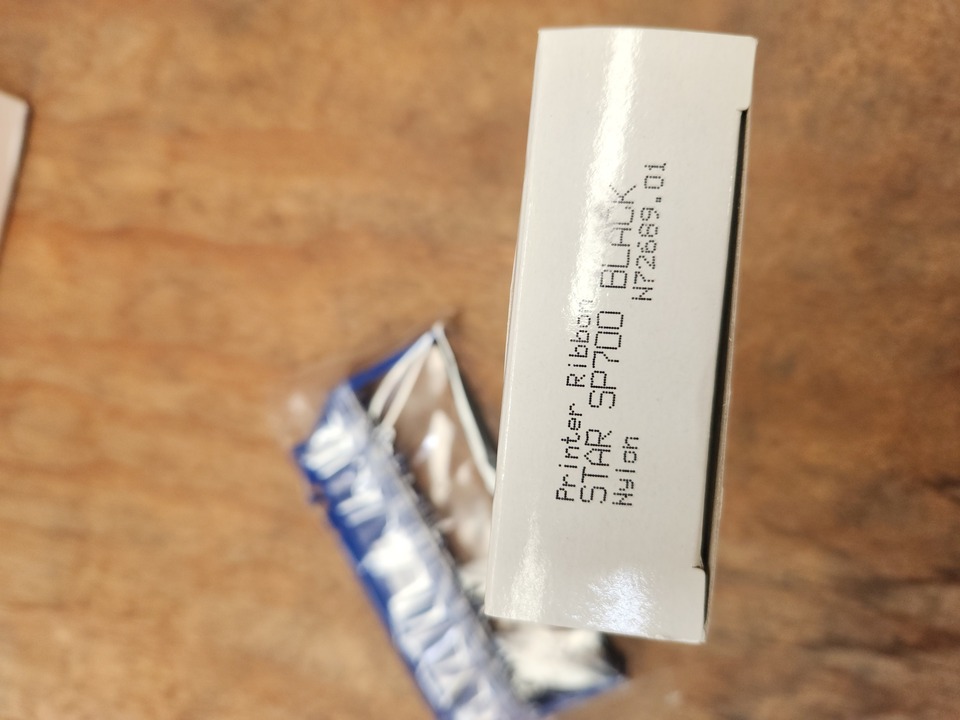 Printer Ribbon
STAR SP700 BLACK
Nylon N72689.01